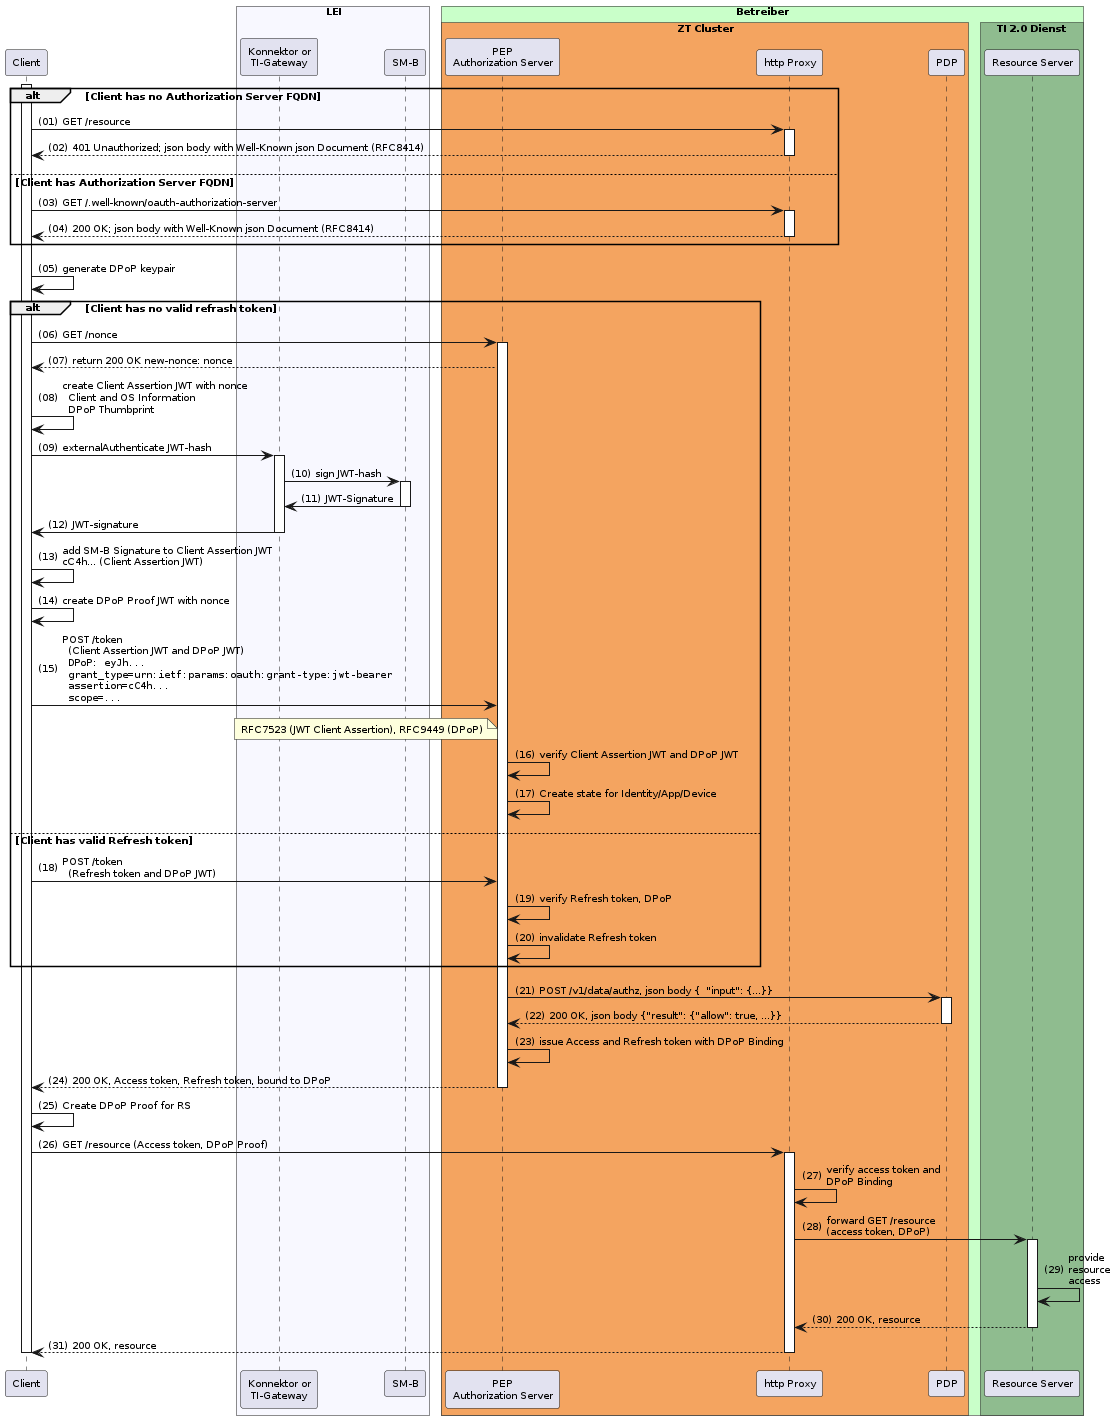 LEI
Betreiber
ZT Cluster
TI 2.0 Dienst
Client
Konnektor or
TI-Gateway
SM-B
PEP
Authorization Server
http Proxy
PDP
Resource Server
alt
[Client has no Authorization Server FQDN]
(01) GET /resource
(02) 401 Unauthorized; json body with Well-Known json Document (RFC8414)
[Client has Authorization Server FQDN]
(03) GET /.well-known/oauth-authorization-server
(04) 200 OK; json body with Well-Known json Document (RFC8414)
(05) generate DPoP keypair
alt
[Client has no valid refrash token]
(06) GET /nonce
(07) return 200 OK new-nonce: nonce
(08) create Client Assertion JWT with nonce
Client and OS Information
DPoP Thumbprint
(09) externalAuthenticate JWT-hash
(10) sign JWT-hash
(11) JWT-Signature
(12) JWT-signature
(13) add SM-B Signature to Client Assertion JWT
cC4h... (Client Assertion JWT)
(14) create DPoP Proof JWT with nonce
(15) POST /token
(Client Assertion JWT and DPoP JWT)
DPoP: eyJh...
grant_type=urn:ietf:params:oauth:grant-type:jwt-bearer
assertion=cC4h...
scope=...
RFC7523 (JWT Client Assertion), RFC9449 (DPoP)
(16) verify Client Assertion JWT and DPoP JWT
(17) Create state for Identity/App/Device
[Client has valid Refresh token]
(18) POST /token
(Refresh token and DPoP JWT)
(19) verify Refresh token, DPoP
(20) invalidate Refresh token
(21) POST /v1/data/authz, json body { "input": {...}}
(22) 200 OK, json body {"result": {"allow": true, ...}}
(23) issue Access and Refresh token with DPoP Binding
(24) 200 OK, Access token, Refresh token, bound to DPoP
(25) Create DPoP Proof for RS
(26) GET /resource (Access token, DPoP Proof)
(27) verify access token and
DPoP Binding
(28) forward GET /resource
(access token, DPoP)
(29) provide
resource
access
(30) 200 OK, resource
(31) 200 OK, resource
Client
Konnektor or
TI-Gateway
SM-B
PEP
Authorization Server
http Proxy
PDP
Resource Server